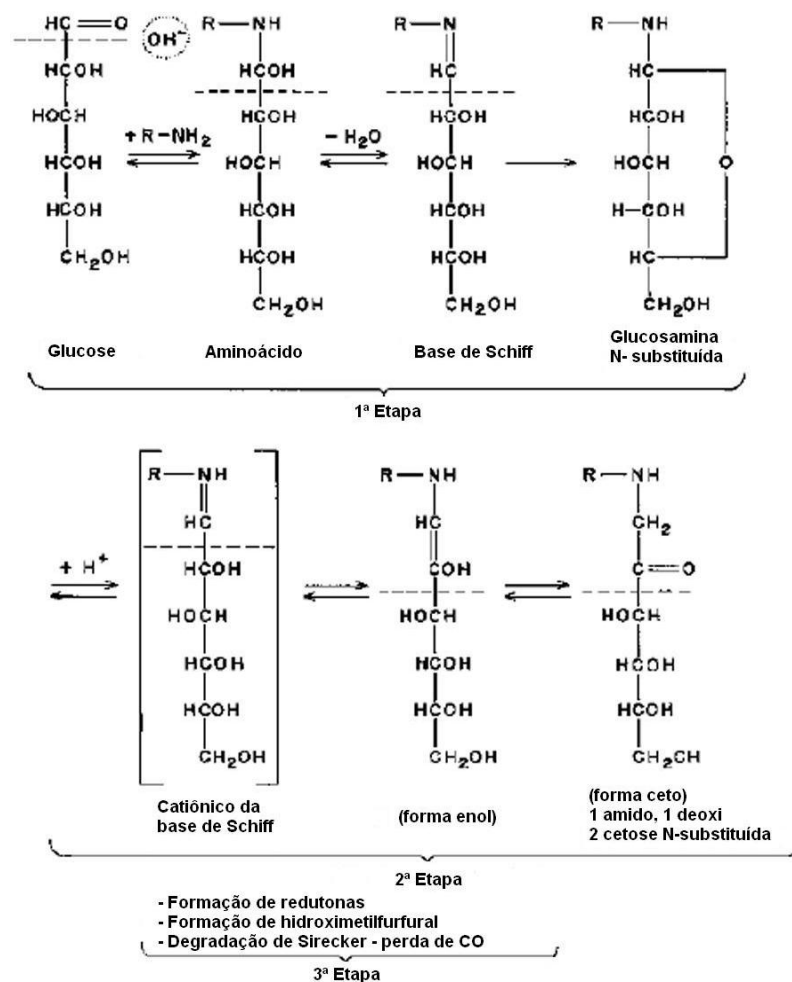 HC=O
OH⁻
HCOH
HOCH
HCOH
HCOH
CH₂OH
Glucose
+ R—NH₂
R—NH
HCOH
HCOH
HOCH
HCOH
HCOH
CH₂OH
Aminoácido
– H₂O
R—N
HC
HCOH
HOCH
HCOH
HCOH
CH₂OH
Base de Schiff
R—NH
HC
HCOH
HOCH
O
H—COH
HC
CH₂OH
Glucosamina
N- substituída
1ª Etapa
+ H⁺
R—NH
HC
HCOH
HOCH
HCOH
HCOH
CH₂OH
Catiônico da
base de Schiff
R—NH
HC
COH
HOCH
HCOH
HCOH
CH₂OH
(forma enol)
R—NH
CH₂
C=O
HOCH
HCOH
HCOH
CH₂CH
(forma ceto)
1 amido, 1 deoxi
2 cetose N-substituída
2ª Etapa
- Formação de redutonas
- Formação de hidroximetilfurfural
- Degradação de Sirecker - perda de CO
3ª Etapa